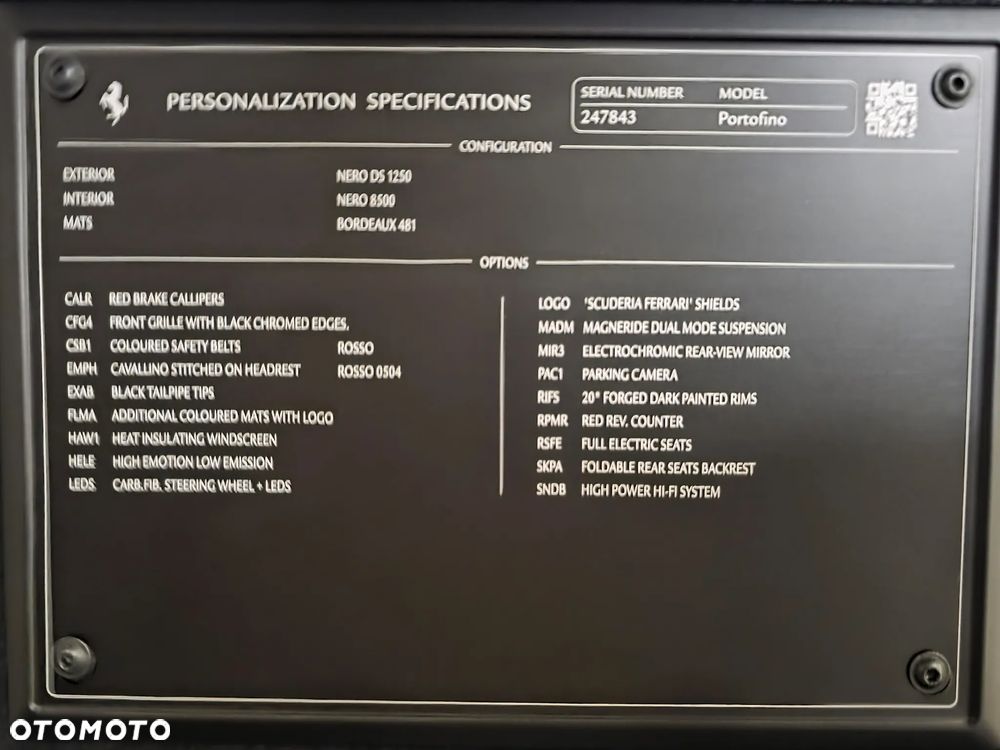 PERSONALIZATION SPECIFICATIONS
SERIAL NUMBER MODEL
247843 Portofino
CONFIGURATION
EXTERIOR NERO DS 1250
INTERIOR NERO 8500
MATS BORDEAUX 481
OPTIONS
CALR RED BRAKE CALLIPERS
CFG4 FRONT GRILLE WITH BLACK CHROMED EDGES.
CSB1 COLOURED SAFETY BELTS ROSSO
EMPH CAVALLINO STITCHED ON HEADREST ROSSO 0504
EXAB BLACK TAILPIPE TIPS
FLMA ADDITIONAL COLOURED MATS WITH LOGO
HAW1 HEAT INSULATING WINDSCREEN
HELE HIGH EMOTION LOW EMISSION
LEDS CARB.FIB. STEERING WHEEL + LEDS
LOGO 'SCUDERIA FERRARI' SHIELDS
MADM MAGNERIDE DUAL MODE SUSPENSION
MIR3 ELECTROCHROMIC REAR-VIEW MIRROR
PAC1 PARKING CAMERA
RIFS 20" FORGED DARK PAINTED RIMS
RPMR RED REV. COUNTER
RSFE FULL ELECTRIC SEATS
SKPA FOLDABLE REAR SEATS BACKREST
SNDB HIGH POWER HI-FI SYSTEM
OTOMOTO